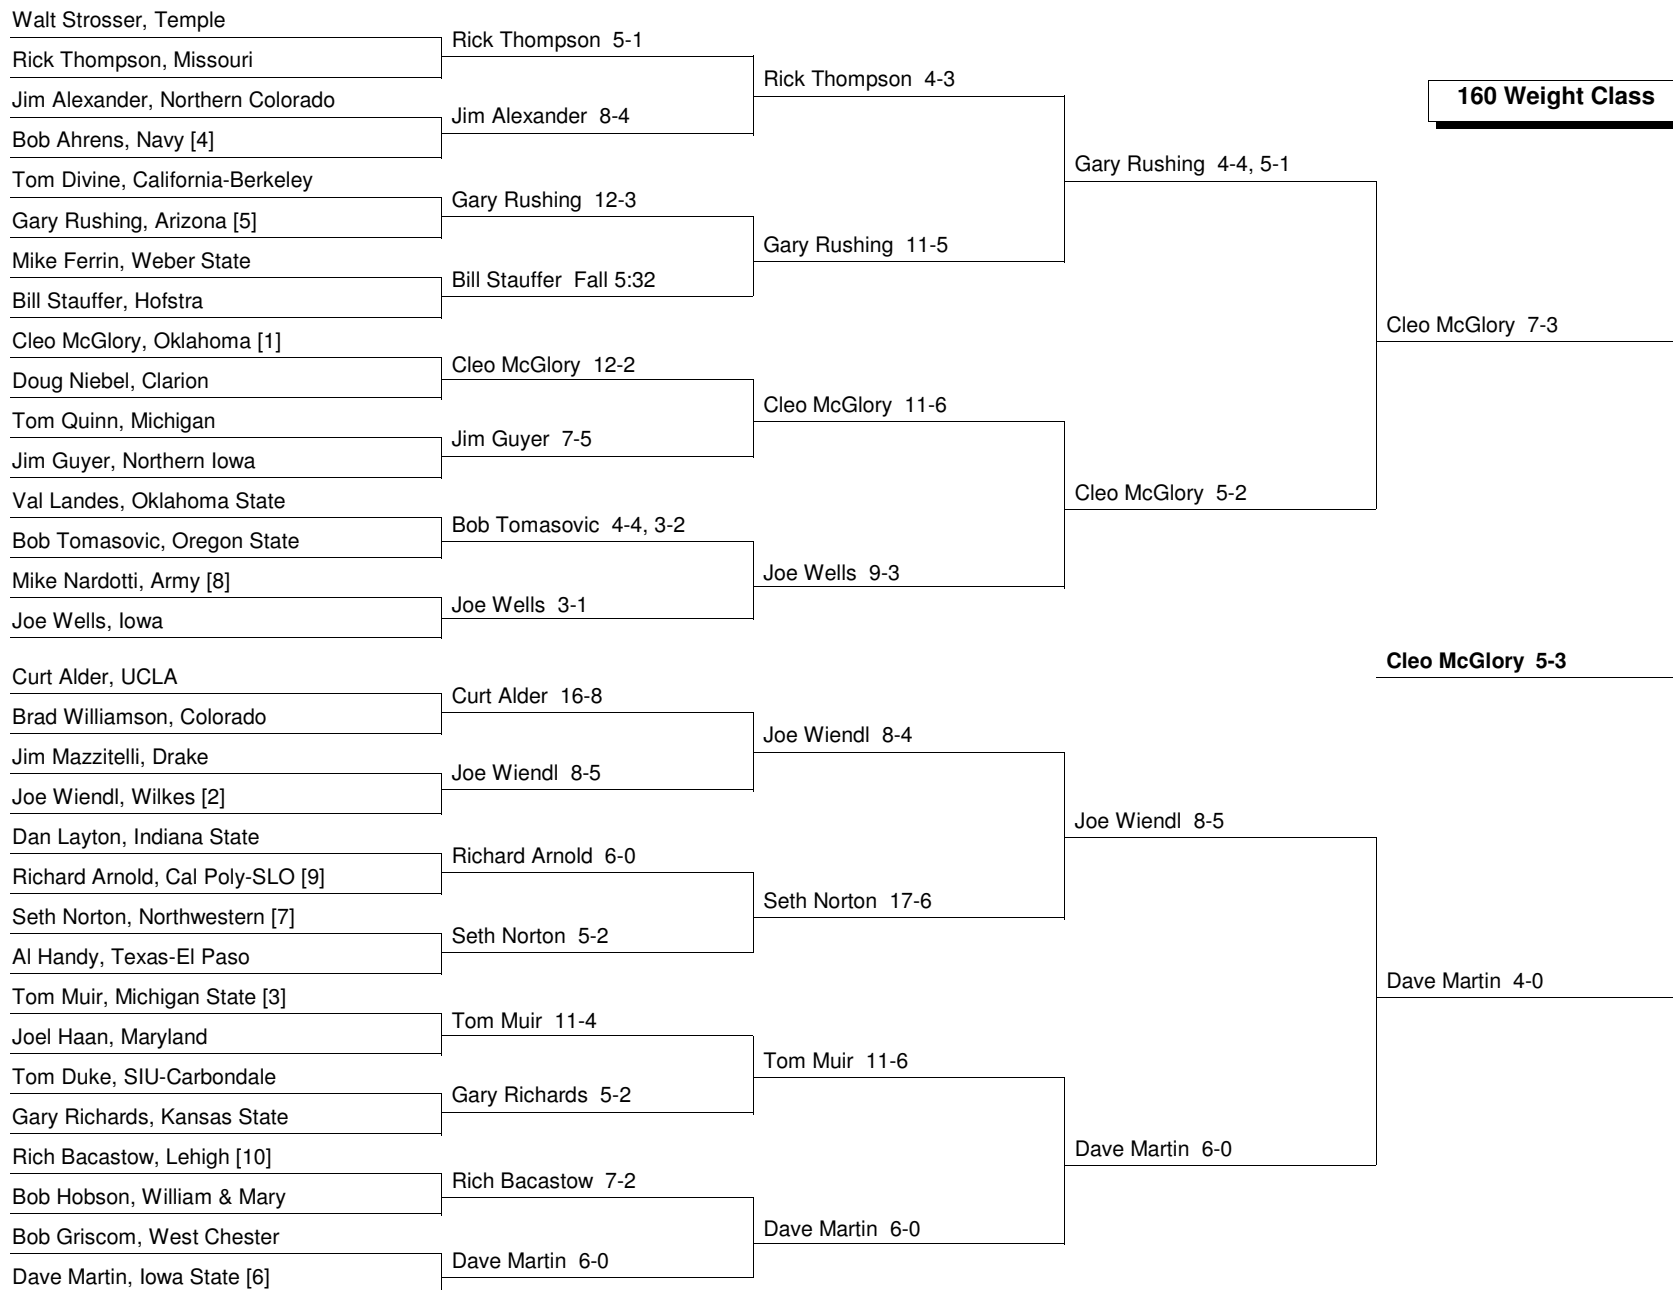 Walt Strosser, Temple
Rick Thompson, Missouri
Jim Alexander, Northern Colorado
Bob Ahrens, Navy [4]
Tom Divine, California-Berkeley
Gary Rushing, Arizona [5]
Mike Ferrin, Weber State
Bill Stauffer, Hofstra
Cleo McGlory, Oklahoma [1]
Doug Niebel, Clarion
Tom Quinn, Michigan
Jim Guyer, Northern Iowa
Val Landes, Oklahoma State
Bob Tomasovic, Oregon State
Mike Nardotti, Army [8]
Joe Wells, Iowa
Curt Alder, UCLA
Brad Williamson, Colorado
Jim Mazzitelli, Drake
Joe Wiendl, Wilkes [2]
Dan Layton, Indiana State
Richard Arnold, Cal Poly-SLO [9]
Seth Norton, Northwestern [7]
Al Handy, Texas-El Paso
Tom Muir, Michigan State [3]
Joel Haan, Maryland
Tom Duke, SIU-Carbondale
Gary Richards, Kansas State
Rich Bacastow, Lehigh [10]
Bob Hobson, William & Mary
Bob Griscom, West Chester
Dave Martin, Iowa State [6]
Rick Thompson 5-1
Jim Alexander 8-4
Gary Rushing 12-3
Bill Stauffer Fall 5:32
Cleo McGlory 12-2
Jim Guyer 7-5
Bob Tomasovic 4-4, 3-2
Joe Wells 3-1
Curt Alder 16-8
Joe Wiendl 8-5
Richard Arnold 6-0
Seth Norton 5-2
Tom Muir 11-4
Gary Richards 5-2
Rich Bacastow 7-2
Dave Martin 6-0
Rick Thompson 4-3
Gary Rushing 11-5
Cleo McGlory 11-6
Joe Wells 9-3
Joe Wiendl 8-4
Seth Norton 17-6
Tom Muir 11-6
Dave Martin 6-0
Gary Rushing 4-4, 5-1
Cleo McGlory 5-2
Joe Wiendl 8-5
Dave Martin 6-0
160 Weight Class
Cleo McGlory 7-3
Cleo McGlory 5-3
Dave Martin 4-0